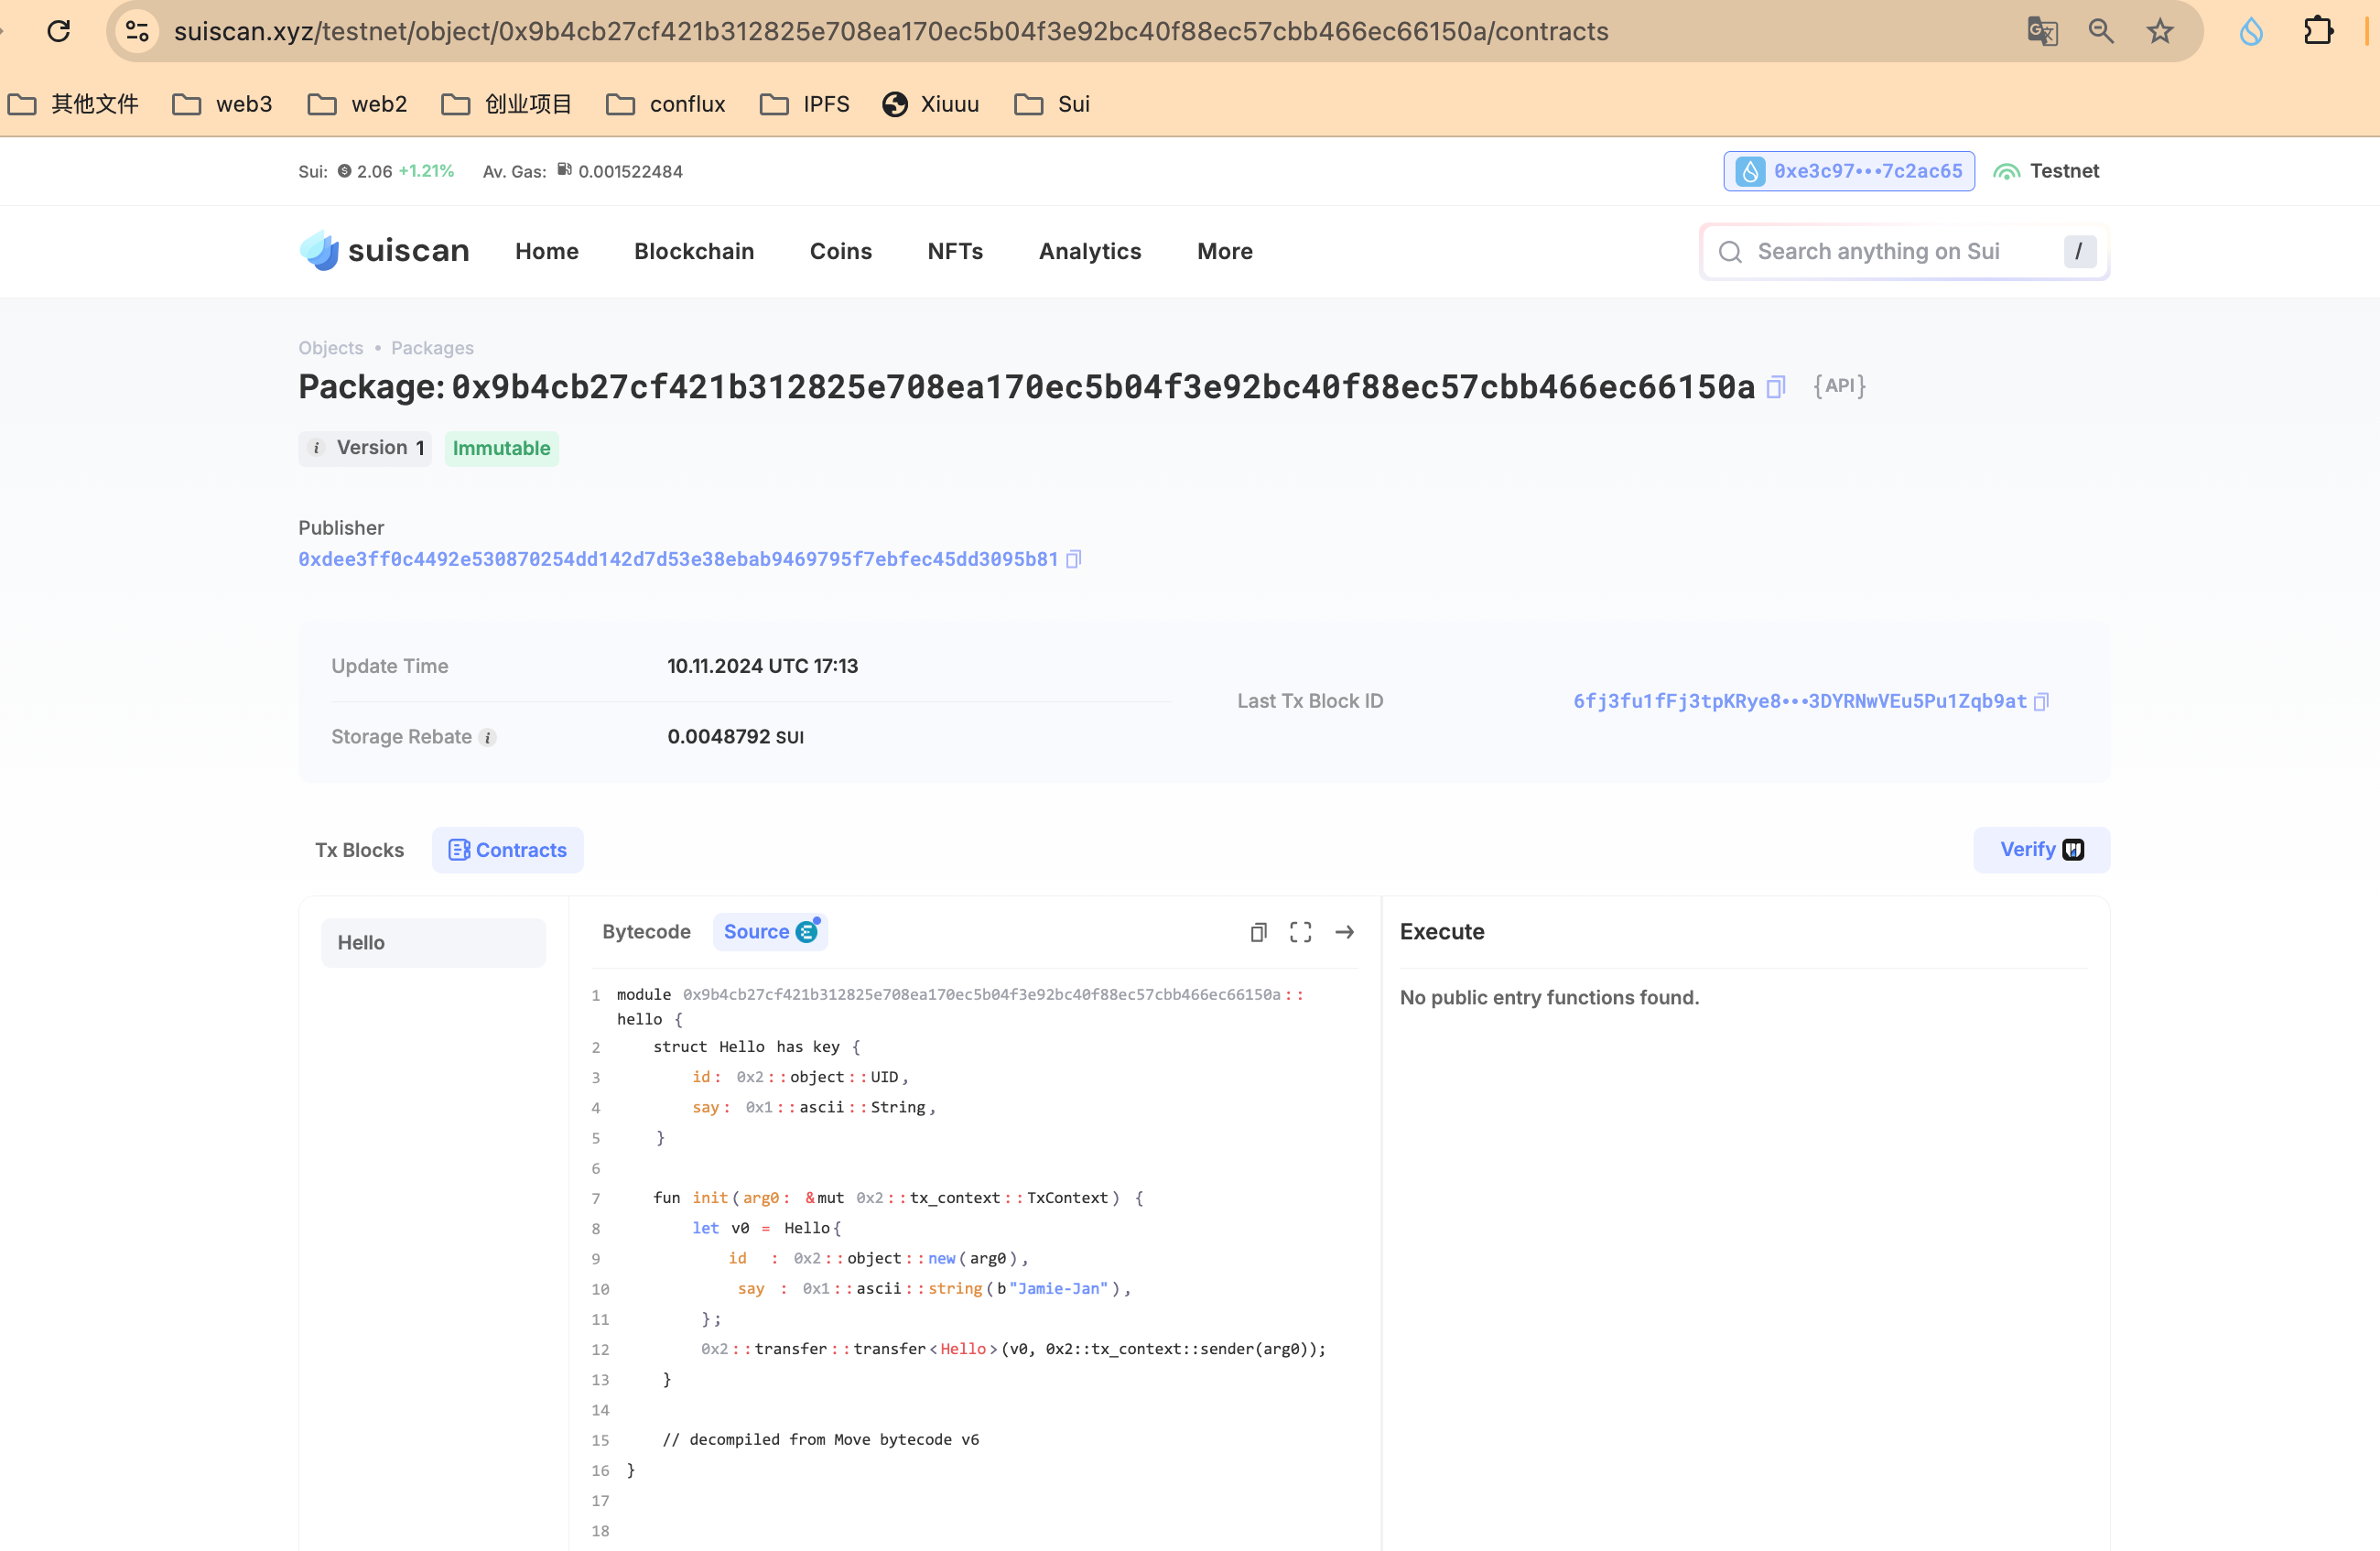 suiscan.xyz/testnet/object/0x9b4cb27cf421b312825e708ea170ec5b04f3e92bc40f88ec57cbb466ec66150a/contracts
其他文件 web3 web2 创业项目 conflux IPFS Xiuuu Sui
Sui: 2.06 +1.21% Av. Gas: 0.001522484 0xe3c97•••7c2ac65 Testnet
suiscan Home Blockchain Coins NFTs Analytics More Search anything on Sui /
Objects • Packages
Package: 0x9b4cb27cf421b312825e708ea170ec5b04f3e92bc40f88ec57cbb466ec66150a {API}
i Version 1 Immutable
Publisher
0xdee3ff0c4492e530870254dd142d7d53e38ebab9469795f7ebfec45dd3095b81
Update Time 10.11.2024 UTC 17:13
Last Tx Block ID 6fj3fu1fFj3tpKRye8•••3DYRNwVEu5Pu1Zqb9at
Storage Rebate i 0.0048792 SUI
Tx Blocks Contracts Verify
Hello
Bytecode Source
Execute
No public entry functions found.
1 module 0x9b4cb27cf421b312825e708ea170ec5b04f3e92bc40f88ec57cbb466ec66150a::
hello {
2 struct Hello has key {
3 id: 0x2::object::UID,
4 say: 0x1::ascii::String,
5 }
6
7 fun init(arg0: &mut 0x2::tx_context::TxContext) {
8 let v0 = Hello{
9 id : 0x2::object::new(arg0),
10 say : 0x1::ascii::string(b"Jamie-Jan"),
11 };
12 0x2::transfer::transfer<Hello>(v0, 0x2::tx_context::sender(arg0));
13 }
14
15 // decompiled from Move bytecode v6
16 }
17
18